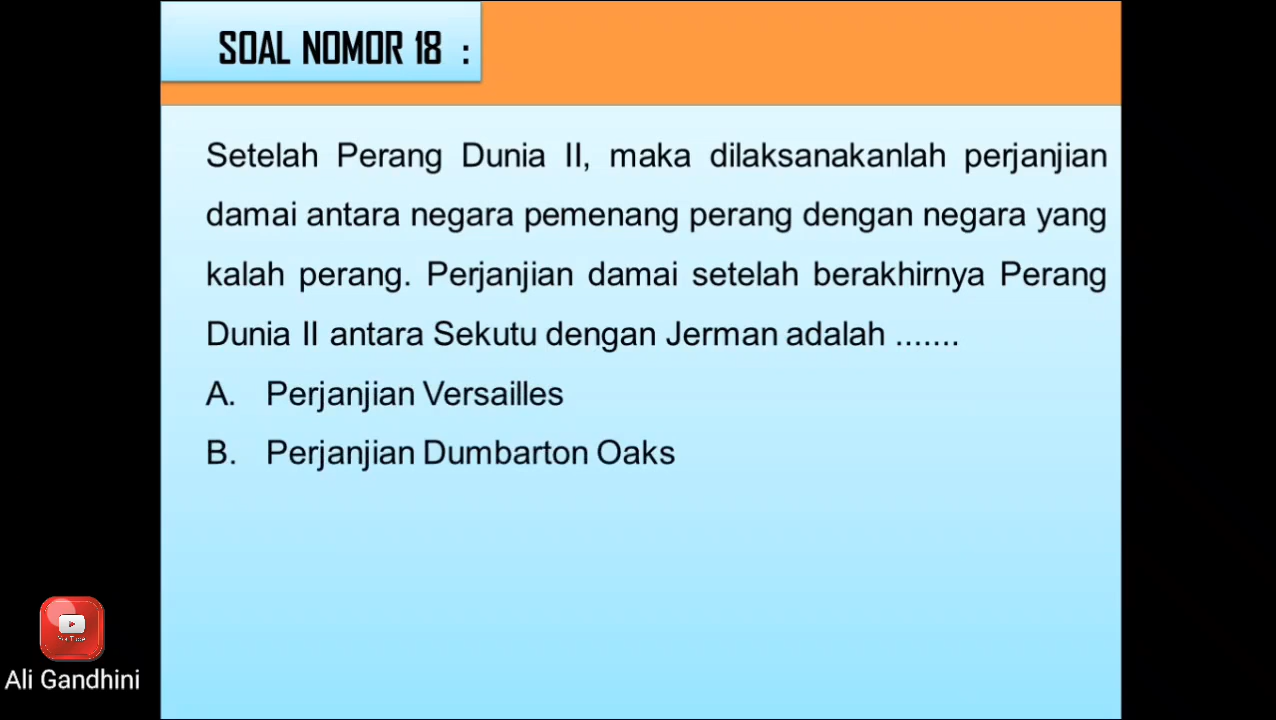 SOAL NOMOR 18 :
Setelah Perang Dunia II, maka dilaksanakanlah perjanjian
damai antara negara pemenang perang dengan negara yang
kalah perang. Perjanjian damai setelah berakhirnya Perang
Dunia II antara Sekutu dengan Jerman adalah .......
A. Perjanjian Versailles
B. Perjanjian Dumbarton Oaks
YouTube
Ali Gandhini